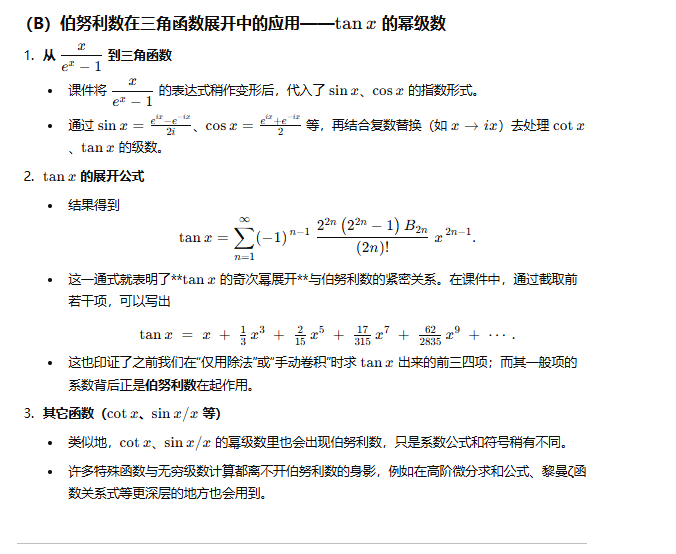 （B）伯努利数在三角函数展开中的应用——tan x 的幂级数
1. 从 x/(e^x − 1) 到三角函数
• 课件将 x/(e^x − 1) 的表达式稍作变形后，代入了 sin x、cos x 的指数形式。
• 通过 sin x = (e^{ix} − e^{−ix})/2i、cos x = (e^{ix} + e^{−ix})/2 等，再结合复数替换（如 x → ix）去处理 cot x
、tan x 的级数。
2. tan x 的展开公式
• 结果得到
tan x = ∑_{n=1}^{∞} (−1)^{n−1} \frac{2^{2n} (2^{2n} − 1) B_{2n}}{(2n)!} x^{2n−1}.
• 这一通式就表明了**tan x 的奇次幂展开**与伯努利数的紧密关系。在课件中，通过截取前
若干项，可以写出
tan x = x + 1/3 x^3 + 2/15 x^5 + 17/315 x^7 + 62/2835 x^9 + ⋯.
• 这也印证了之前我们在“仅用除法”或“手动卷积”时求 tan x 出来的前三四项；而其一般项的
系数背后正是伯努利数在起作用。
3. 其它函数（cot x、sin x/x 等）
• 类似地，cot x、sin x/x 的幂级数里也会出现伯努利数，只是系数公式和符号稍有不同。
• 许多特殊函数与无穷级数计算都离不开伯努利数的身影，例如在高阶微分求和公式、黎曼ζ函
数关系式等更深层的地方也会用到。